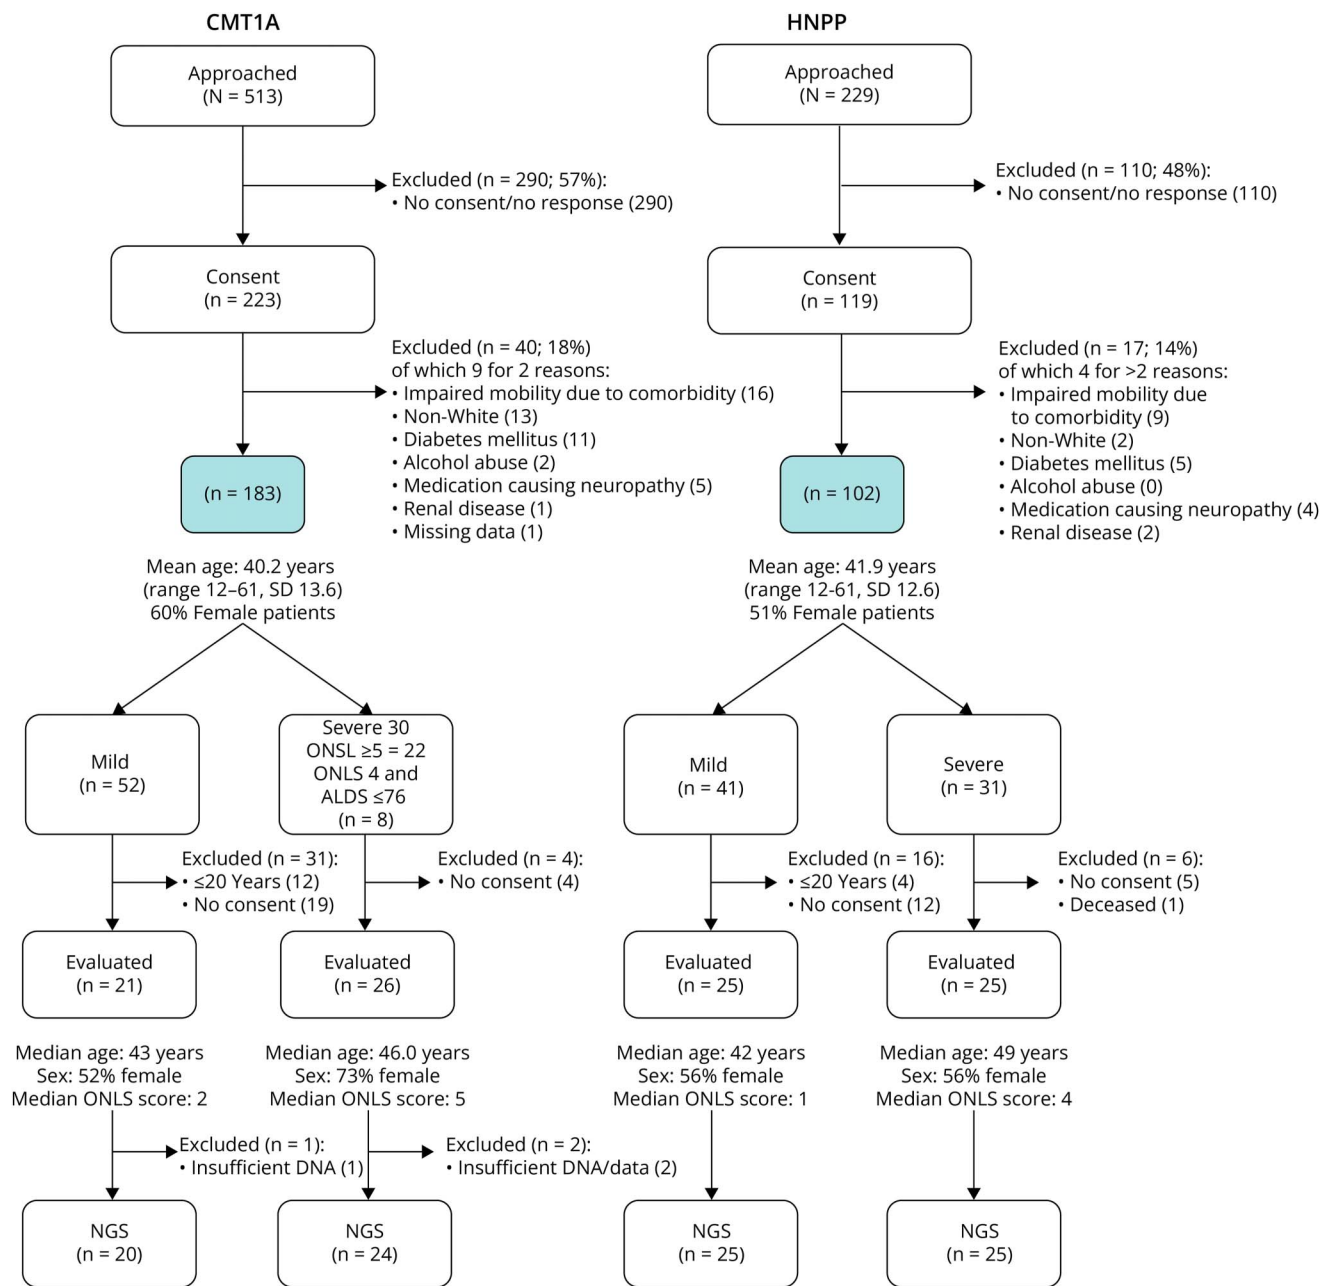 CMT1A
Approached
(N = 513)
Excluded (n = 290; 57%):
• No consent/no response (290)
Consent
(n = 223)
Excluded (n = 40; 18%)
of which 9 for 2 reasons:
• Impaired mobility due to comorbidity (16)
• Non-White (13)
• Diabetes mellitus (11)
• Alcohol abuse (2)
• Medication causing neuropathy (5)
• Renal disease (1)
• Missing data (1)
(n = 183)
Mean age: 40.2 years
(range 12–61, SD 13.6)
60% Female patients
Mild
(n = 52)
Excluded (n = 31):
• ≤20 Years (12)
• No consent (19)
Evaluated
(n = 21)
Median age: 43 years
Sex: 52% female
Median ONLS score: 2
Excluded (n = 1):
• Insufficient DNA (1)
NGS
(n = 20)
Severe 30
ONSL ≥5 = 22
ONLS 4 and
ALDS ≤76
(n = 8)
Excluded (n = 4):
• No consent (4)
Evaluated
(n = 26)
Median age: 46.0 years
Sex: 73% female
Median ONLS score: 5
Excluded (n = 2):
• Insufficient DNA/data (2)
NGS
(n = 24)
HNPP
Approached
(N = 229)
Excluded (n = 110; 48%):
• No consent/no response (110)
Consent
(n = 119)
Excluded (n = 17; 14%)
of which 4 for >2 reasons:
• Impaired mobility due
to comorbidity (9)
• Non-White (2)
• Diabetes mellitus (5)
• Alcohol abuse (0)
• Medication causing neuropathy (4)
• Renal disease (2)
(n = 102)
Mean age: 41.9 years
(range 12-61, SD 12.6)
51% Female patients
Mild
(n = 41)
Excluded (n = 16):
• ≤20 Years (4)
• No consent (12)
Evaluated
(n = 25)
Median age: 42 years
Sex: 56% female
Median ONLS score: 1
NGS
(n = 25)
Severe
(n = 31)
Excluded (n = 6):
• No consent (5)
• Deceased (1)
Evaluated
(n = 25)
Median age: 49 years
Sex: 56% female
Median ONLS score: 4
NGS
(n = 25)